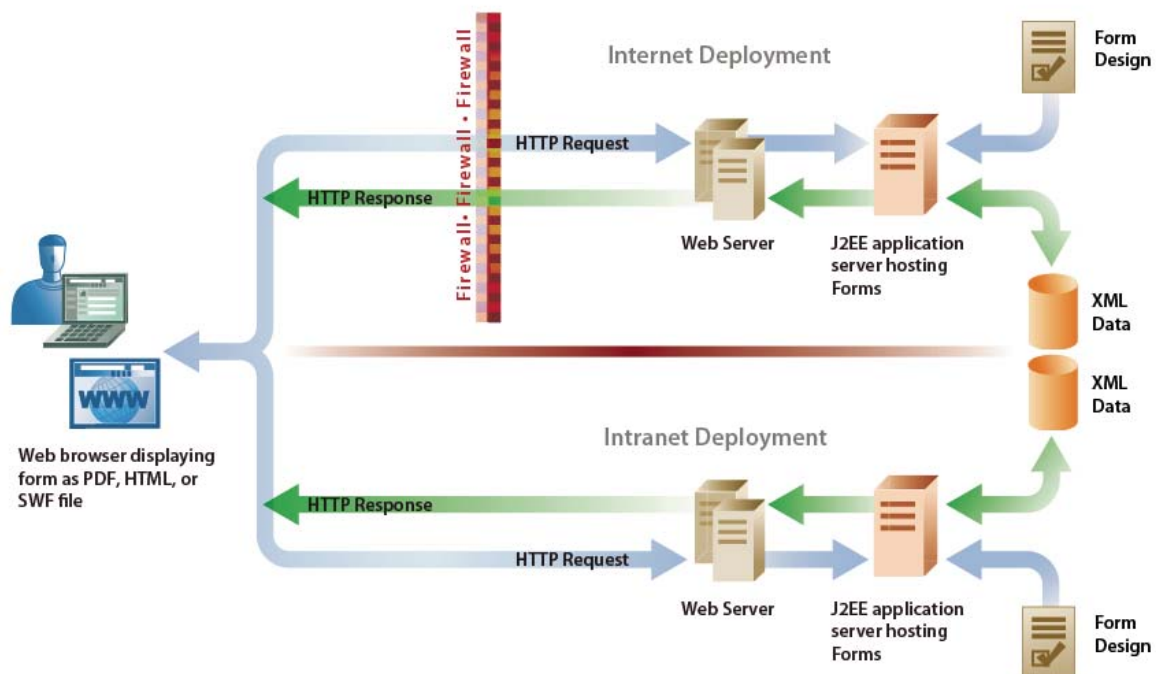 Internet Deployment
Form
Design
Firewall• Firewall • Firewall
HTTP Request
HTTP Response
Web Server
J2EE application
server hosting
Forms
XML
Data
WWW
Web browser displaying
form as PDF, HTML, or
SWF file
XML
Data
Intranet Deployment
HTTP Response
HTTP Request
Web Server
J2EE application
server hosting
Forms
Form
Design